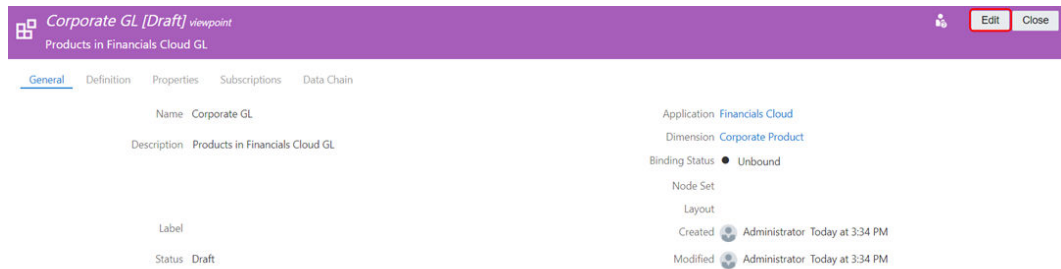 Corporate GL [Draft] viewpoint
Edit
Close
Products in Financials Cloud GL
General
Definition
Properties
Subscriptions
Data Chain
Name Corporate GL
Description Products in Financials Cloud GL
Label
Status Draft
Application Financials Cloud
Dimension Corporate Product
Binding Status Unbound
Node Set
Layout
Created Administrator Today at 3:34 PM
Modified Administrator Today at 3:34 PM